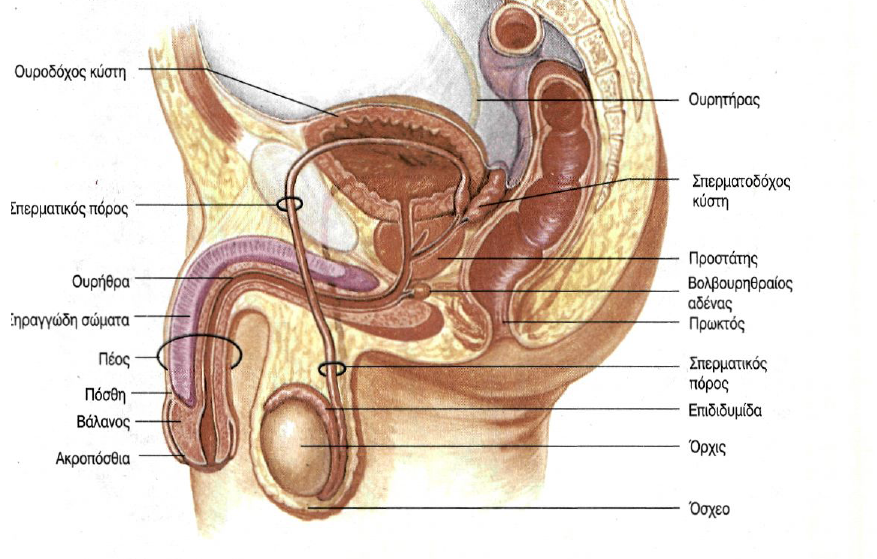 Ουροδόχος κύστη
Σπερματικός πόρος
Ουρήθρα
Σηραγγώδη σώματα
Πέος
Πόσθη
Βάλανος
Ακροπόσθια
Ουρητήρας
Σπερματοδόχος
κύστη
Προστάτης
Βολβουρηθραίος
αδένας
Πρωκτός
Σπερματικός
πόρος
Επιδιδυμίδα
Όρχις
Όσχεο